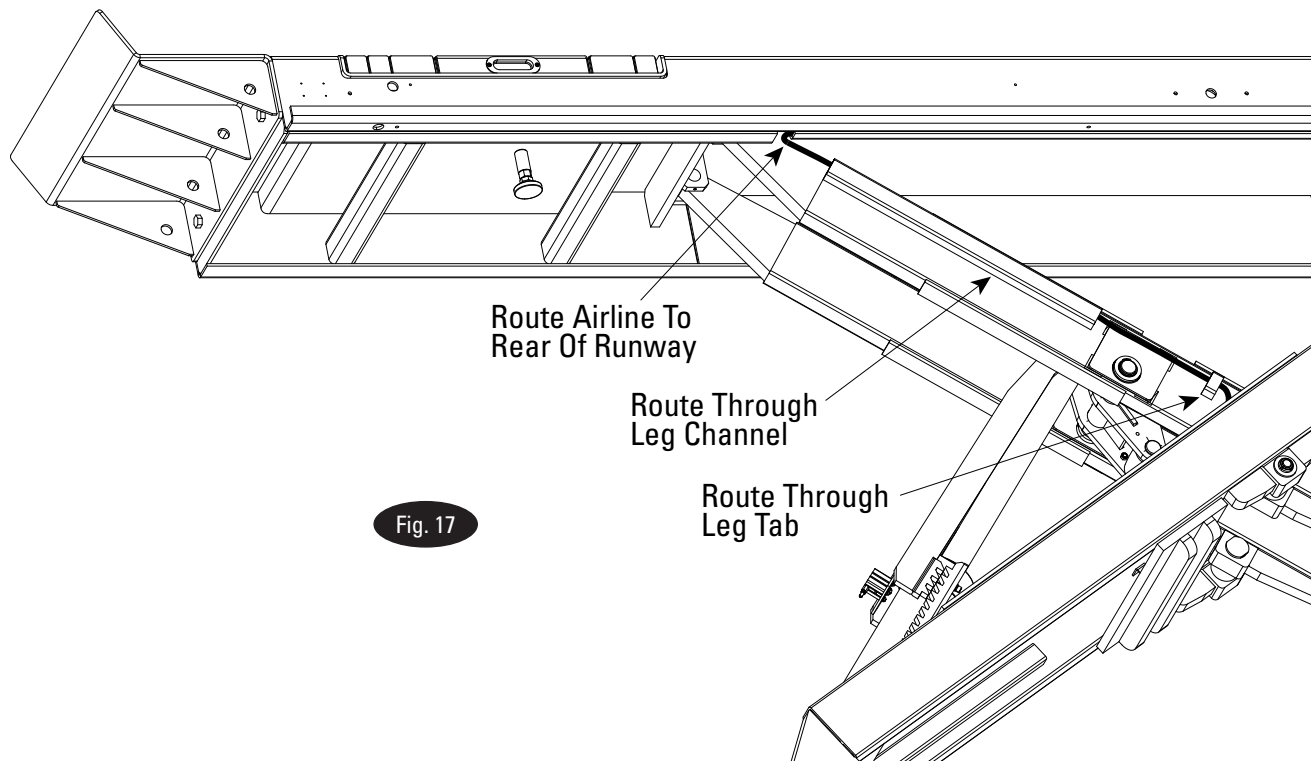 Route Airline To
Rear Of Runway
Route Through
Leg Channel
Route Through
Leg Tab
Fig. 17